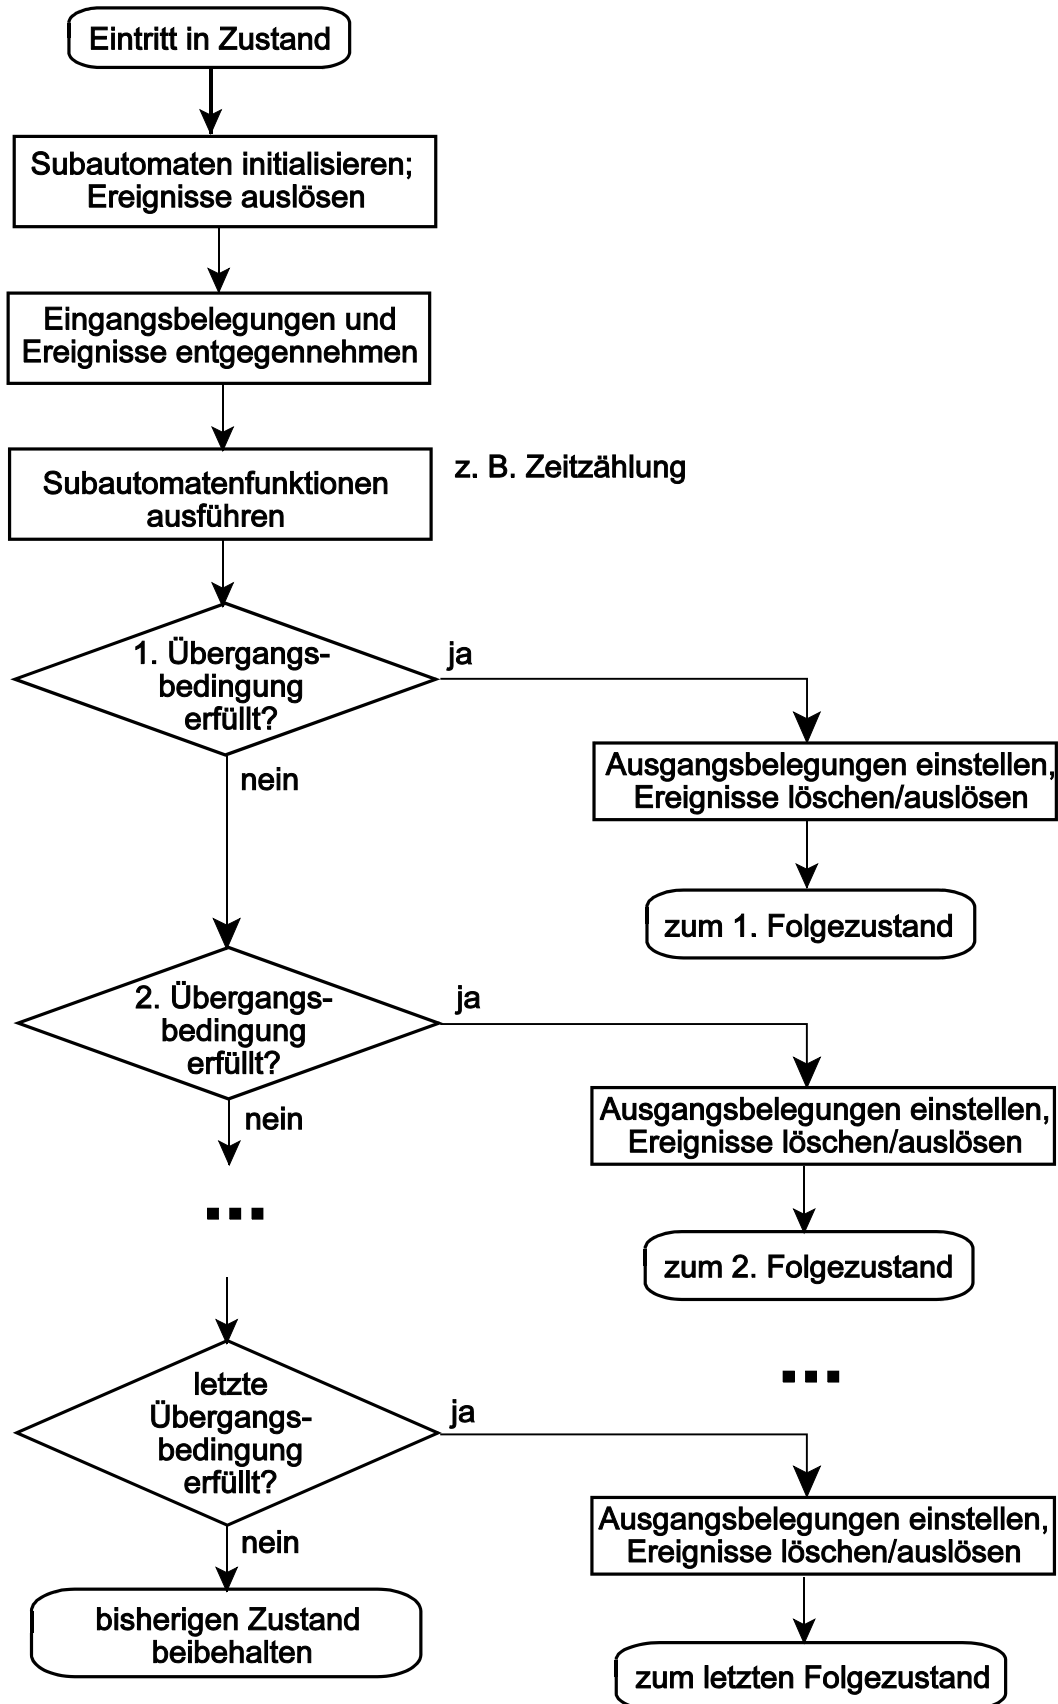 Eintritt in Zustand
Subautomaten initialisieren;
Ereignisse auslösen
Eingangsbelegungen und
Ereignisse entgegennehmen
Subautomatenfunktionen
ausführen
z. B. Zeitzählung
1. Übergangs-
bedingung
erfüllt?
ja
nein
Ausgangsbelegungen einstellen,
Ereignisse löschen/auslösen
zum 1. Folgezustand
2. Übergangs-
bedingung
erfüllt?
ja
nein
Ausgangsbelegungen einstellen,
Ereignisse löschen/auslösen
zum 2. Folgezustand
...
...
letzte
Übergangs-
bedingung
erfüllt?
ja
nein
Ausgangsbelegungen einstellen,
Ereignisse löschen/auslösen
bisherigen Zustand
beibehalten
zum letzten Folgezustand